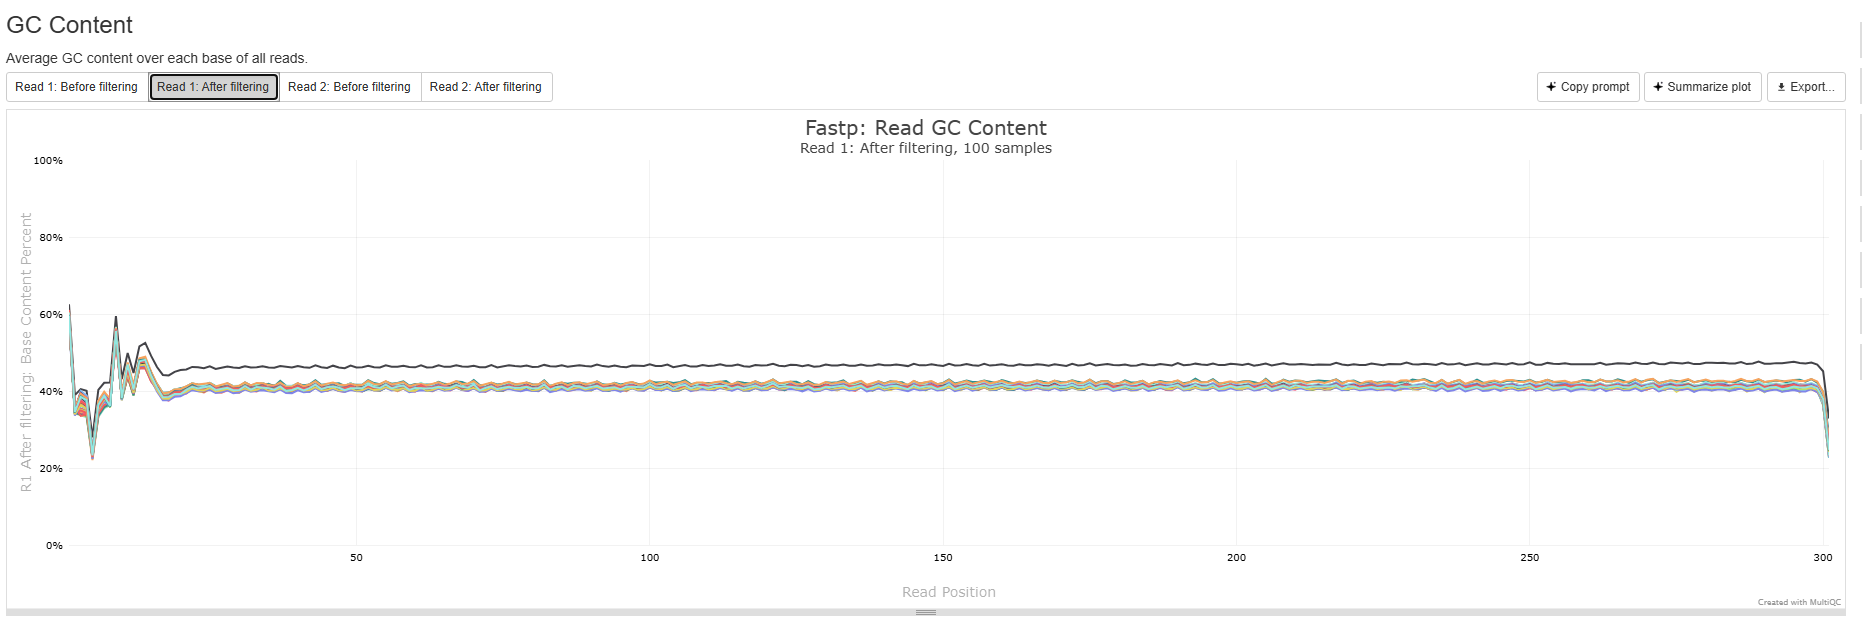 GC Content
Average GC content over each base of all reads.
Read 1: Before filtering Read 1: After filtering Read 2: Before filtering Read 2: After filtering Copy prompt Summarize plot Export...
Fastp: Read GC Content
Read 1: After filtering, 100 samples
R1 After filtering: Base Content Percent
100%
80%
60%
40%
20%
0%
50 100 150 200 250 300
Read Position
Created with MultiQC